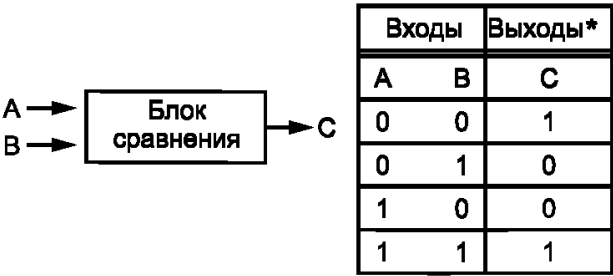 A
B
Блок
сравнения
C
Входы Выходы*
A B C
0 0 1
0 1 0
1 0 0
1 1 1